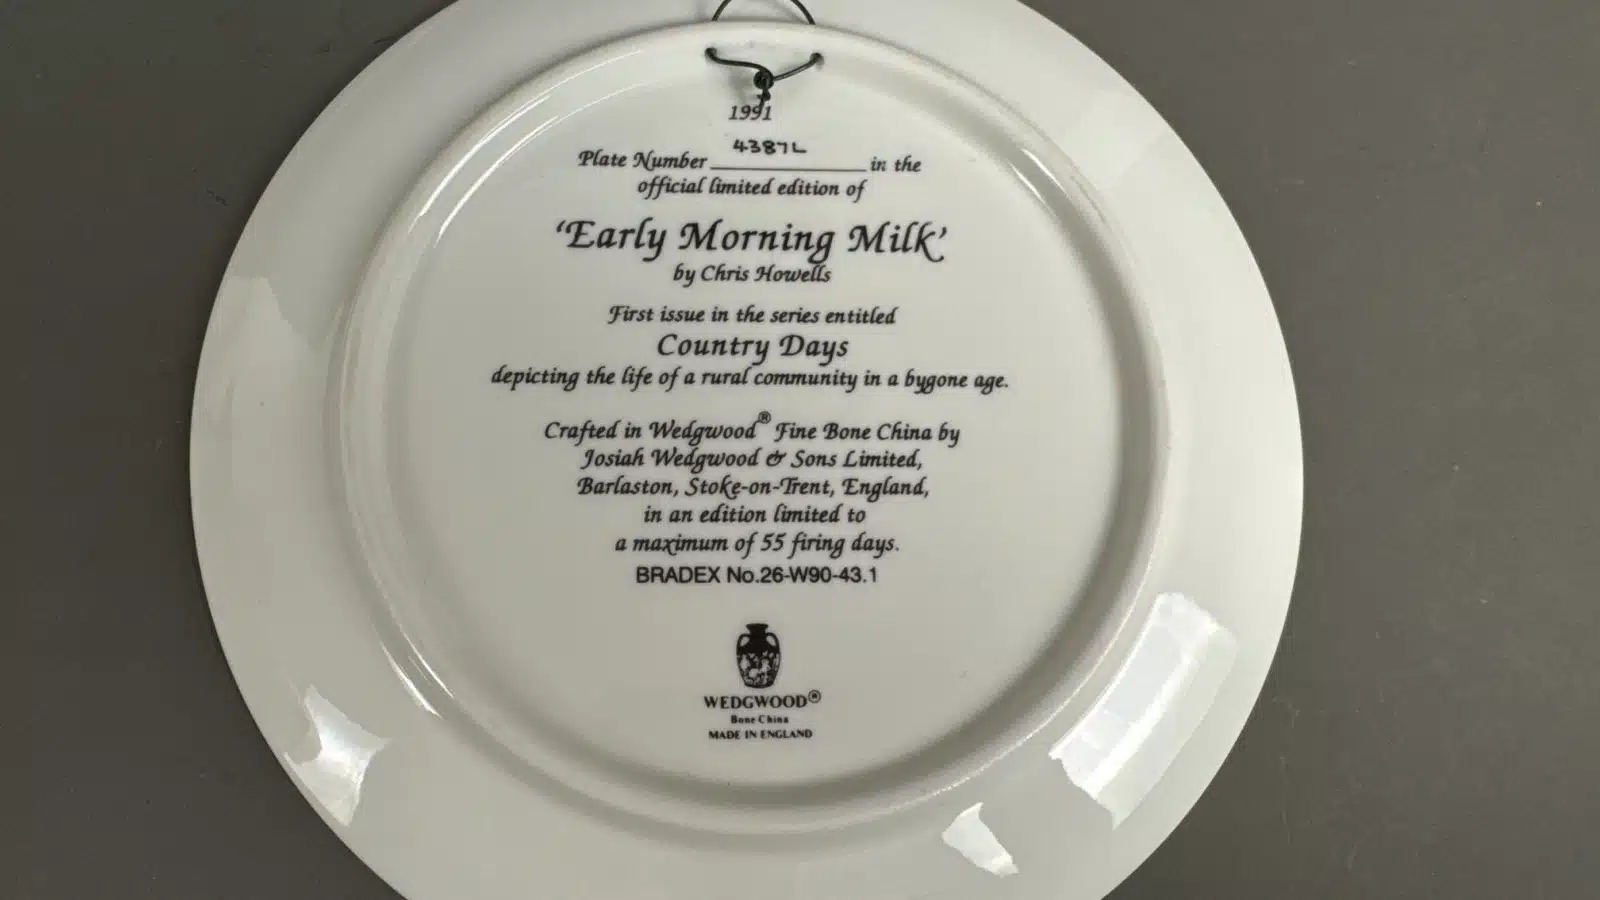 1991
4387L
Plate Number ____________ in the
official limited edition of
‘Early Morning Milk’
by Chris Howells
First issue in the series entitled
Country Days
depicting the life of a rural community in a bygone age.
Crafted in Wedgwood® Fine Bone China by
Josiah Wedgwood & Sons Limited,
Barlaston, Stoke-on-Trent, England,
in an edition limited to
a maximum of 55 firing days.
BRADEX No.26-W90-43.1
WEDGWOOD®
Bone China
MADE IN ENGLAND